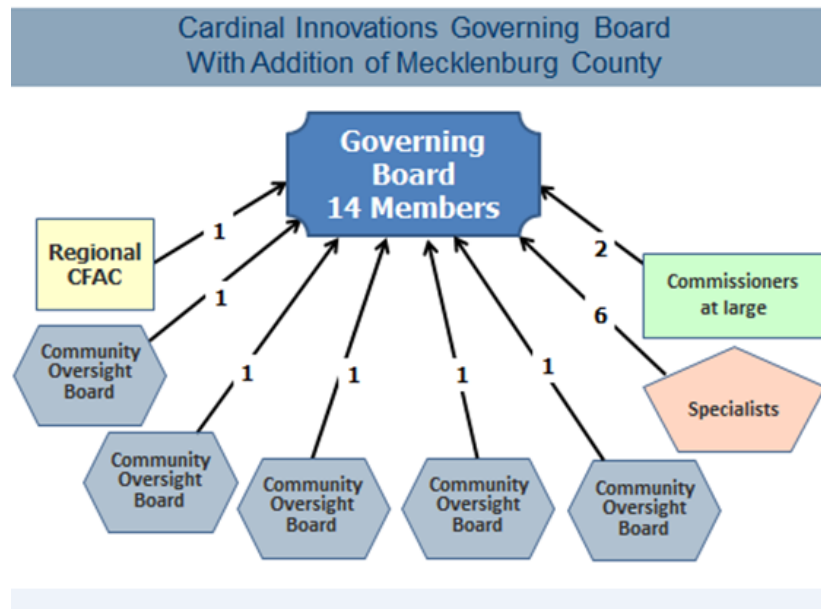 Cardinal Innovations Governing Board
With Addition of Mecklenburg County
Governing
Board
14 Members
1
Regional
CFAC
1
Community
Oversight
Board
1
Community
Oversight
Board
1
Community
Oversight
Board
1
Community
Oversight
Board
1
Community
Oversight
Board
2
Commissioners
at large
6
Specialists